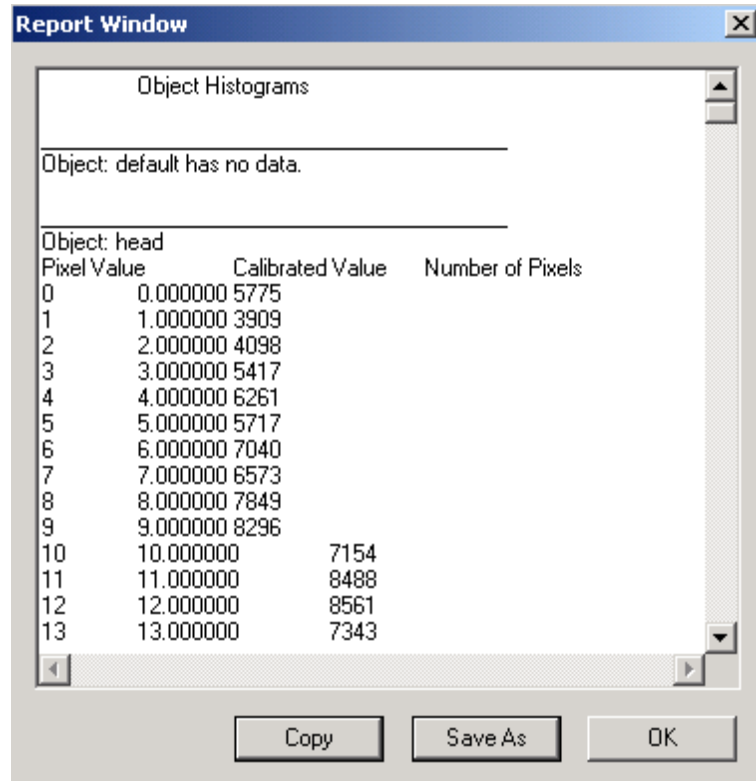 Report Window
Object Histograms
Object: default has no data.
Object: head
Pixel Value Calibrated Value Number of Pixels
0 0.000000 5775
1 1.000000 3909
2 2.000000 4098
3 3.000000 5417
4 4.000000 6261
5 5.000000 5717
6 6.000000 7040
7 7.000000 6573
8 8.000000 7849
9 9.000000 8296
10 10.000000 7154
11 11.000000 8488
12 12.000000 8561
13 13.000000 7343
Copy Save As OK